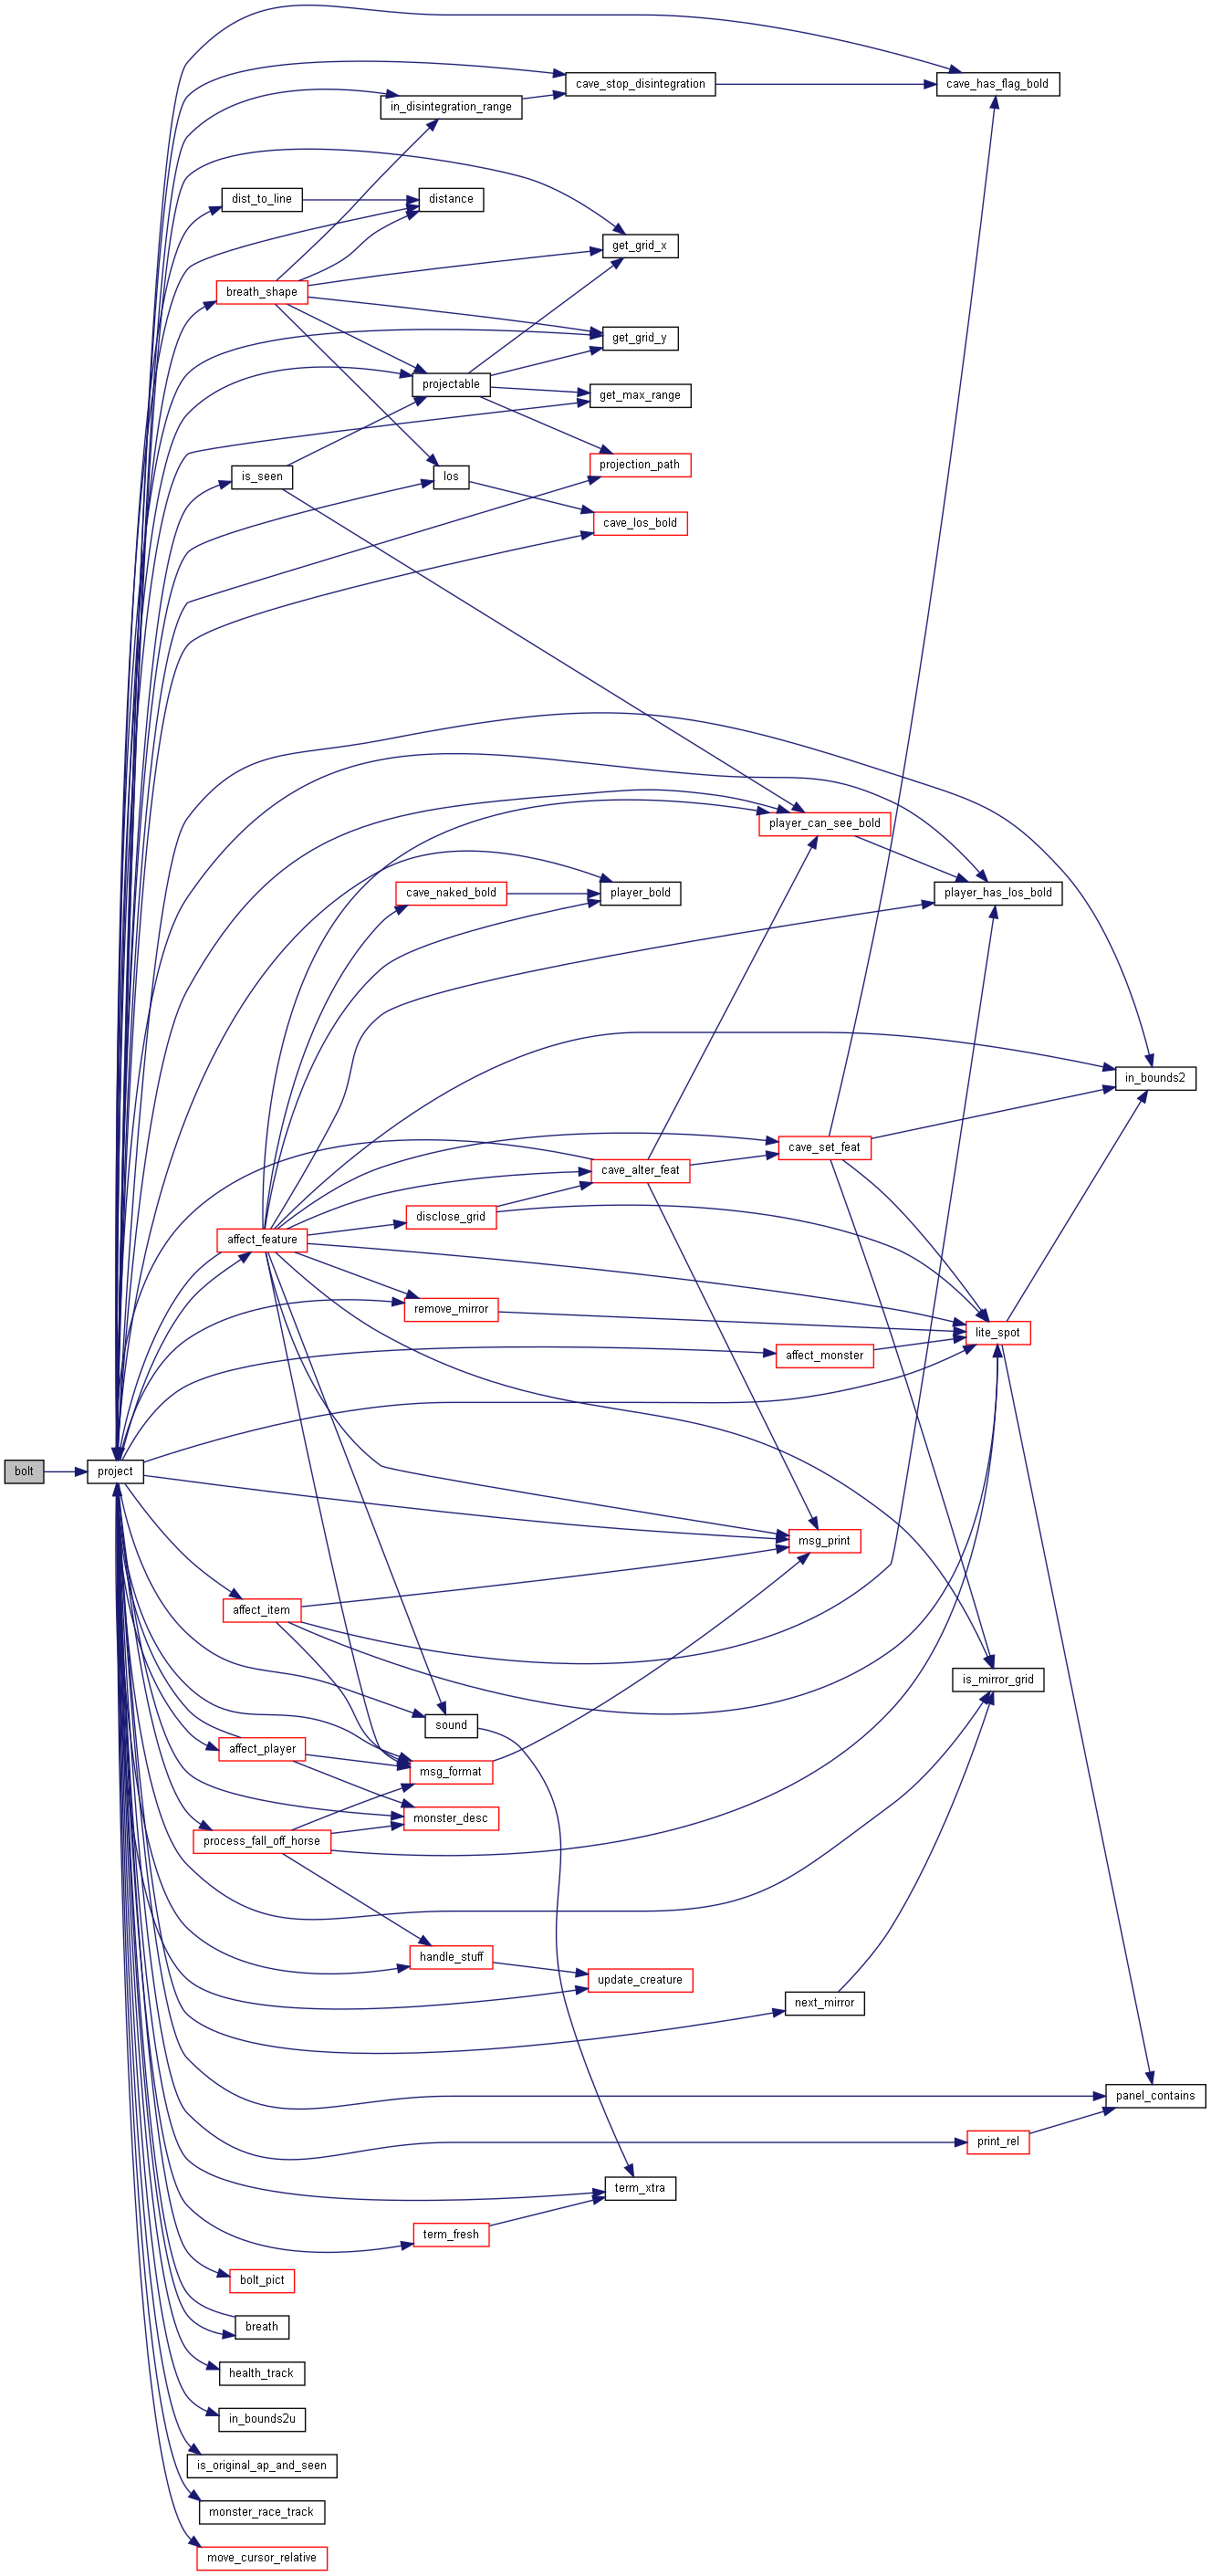 cave_stop_disintegration
cave_has_flag_bold
in_disintegration_range
dist_to_line
distance
get_grid_x
breath_shape
get_grid_y
projectable
get_max_range
projection_path
is_seen
los
cave_los_bold
player_can_see_bold
cave_naked_bold
player_bold
player_has_los_bold
in_bounds2
cave_set_feat
cave_alter_feat
disclose_grid
affect_feature
remove_mirror
lite_spot
affect_monster
bolt
project
msg_print
affect_item
is_mirror_grid
sound
affect_player
msg_format
monster_desc
process_fall_off_horse
handle_stuff
update_creature
next_mirror
panel_contains
print_rel
term_xtra
term_fresh
bolt_pict
breath
health_track
in_bounds2u
is_original_ap_and_seen
monster_race_track
move_cursor_relative